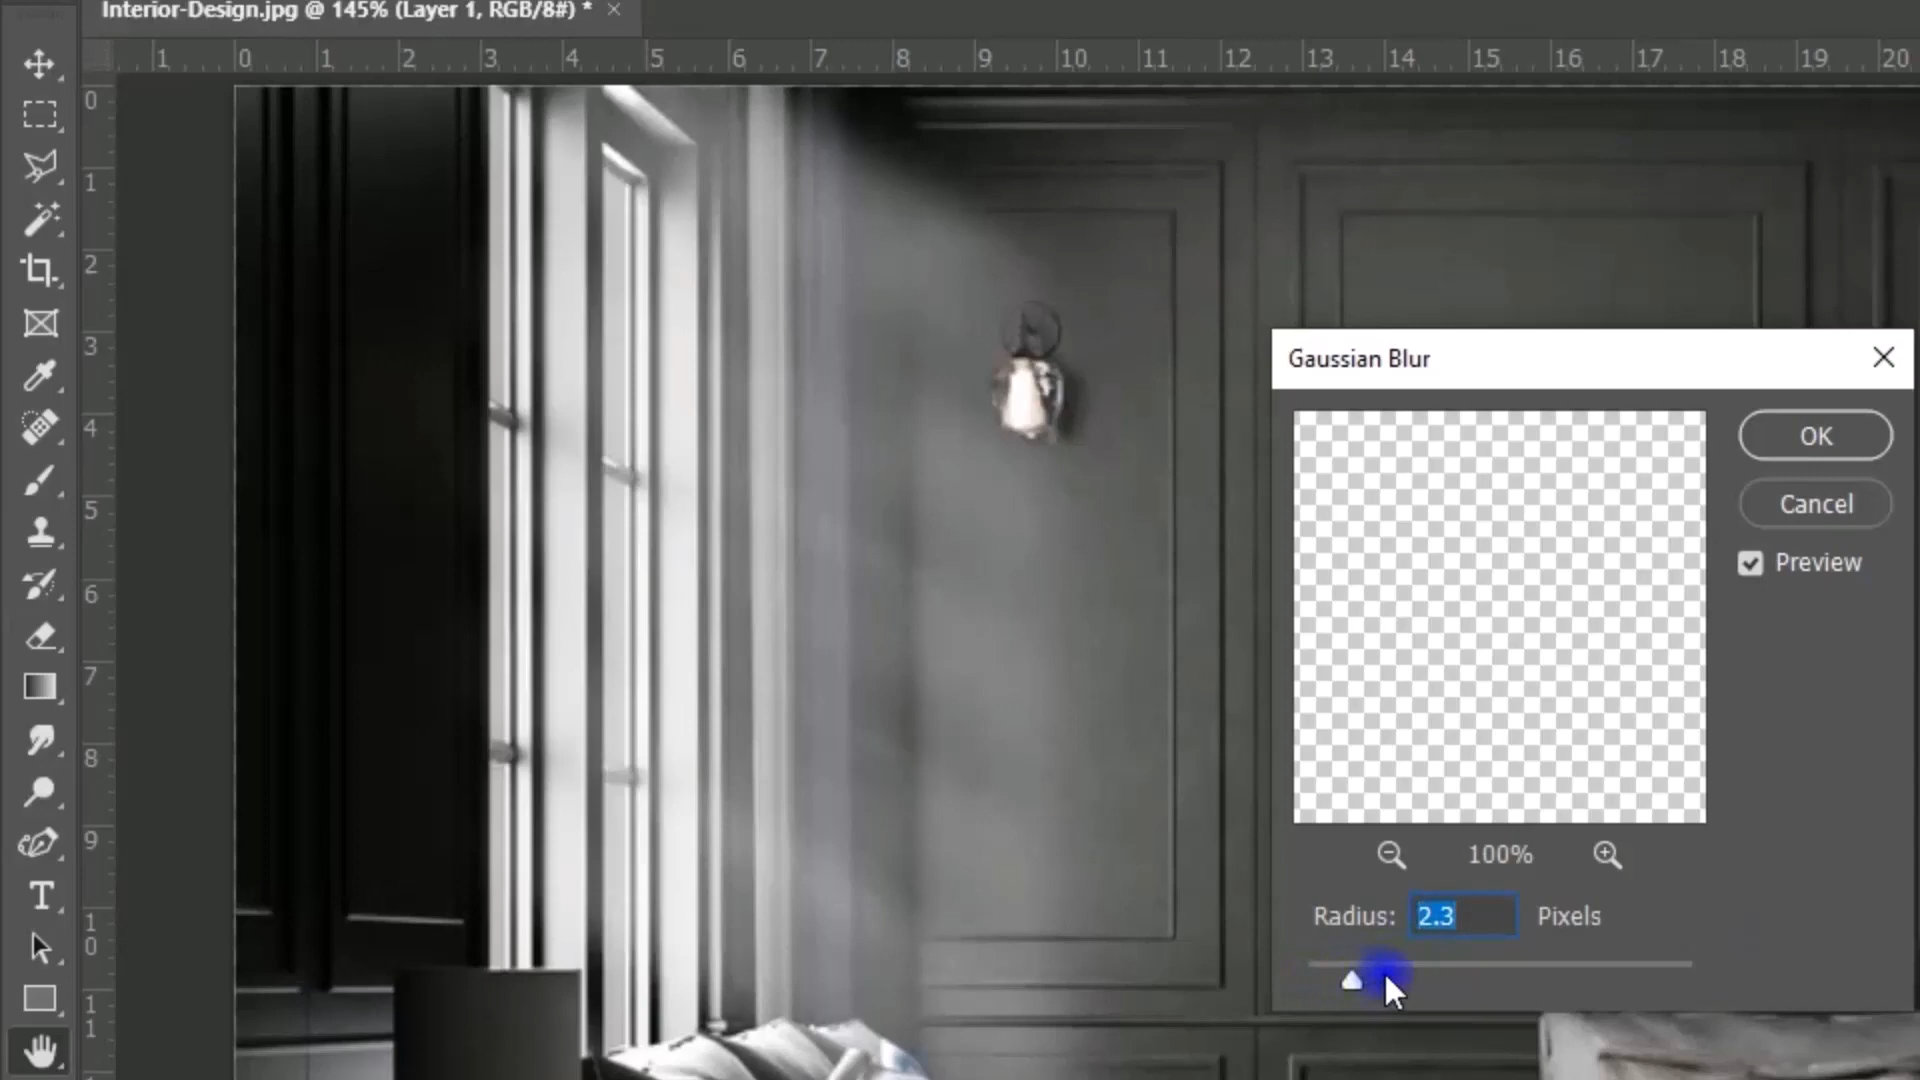 Interior-Design.jpg @ 145% (Layer 1, RGB/8#) * ×
1 0 1 2 3 4 5 6 7 8 9 10 11 12 13 14 15 16 17 18 19 20
0
1
2
3
4
5
6
7
8
9
1
0
1
1
Gaussian Blur
OK
Cancel
Preview
100%
Radius: 2.3 Pixels
T